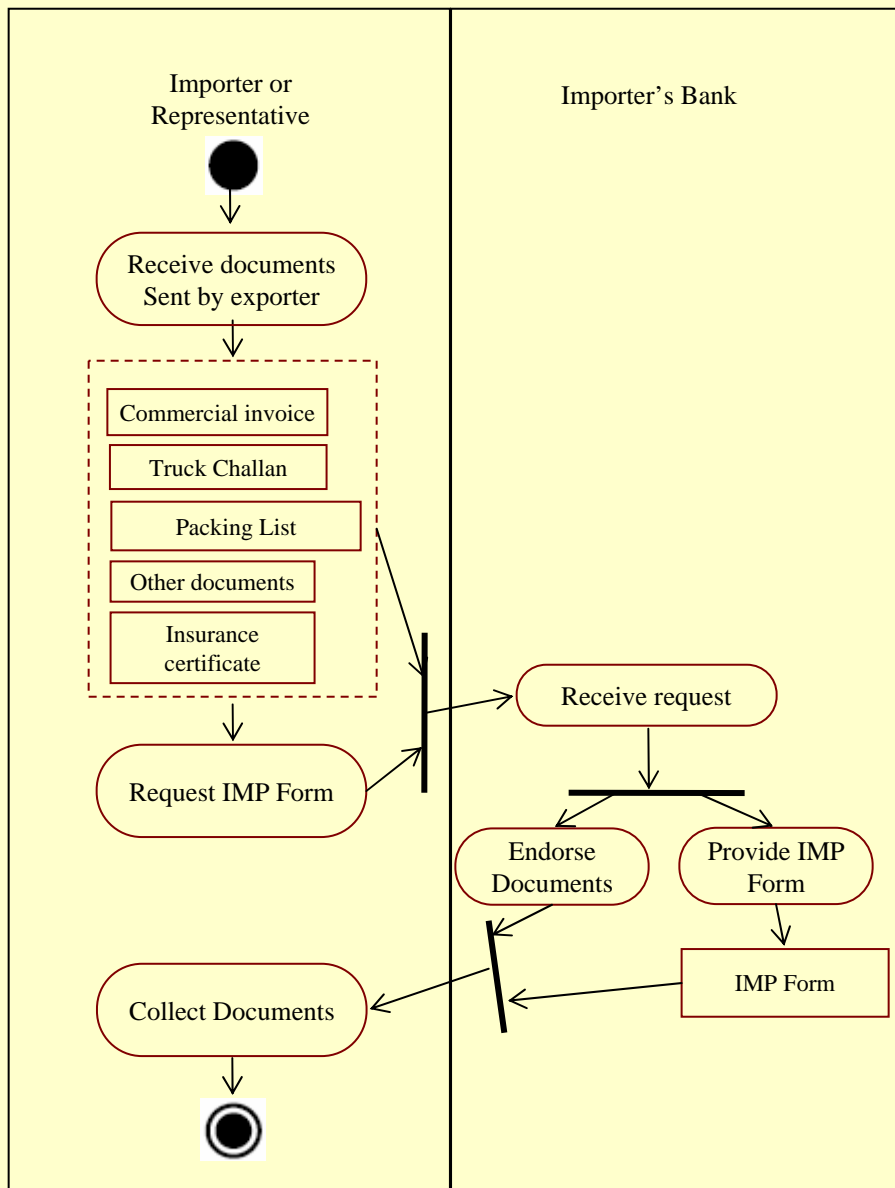 Importer or
Representative
Importer’s Bank
Receive documents
Sent by exporter
Commercial invoice
Truck Challan
Packing List
Other documents
Insurance
certificate
Request IMP Form
Receive request
Endorse
Documents
Provide IMP
Form
IMP Form
Collect Documents